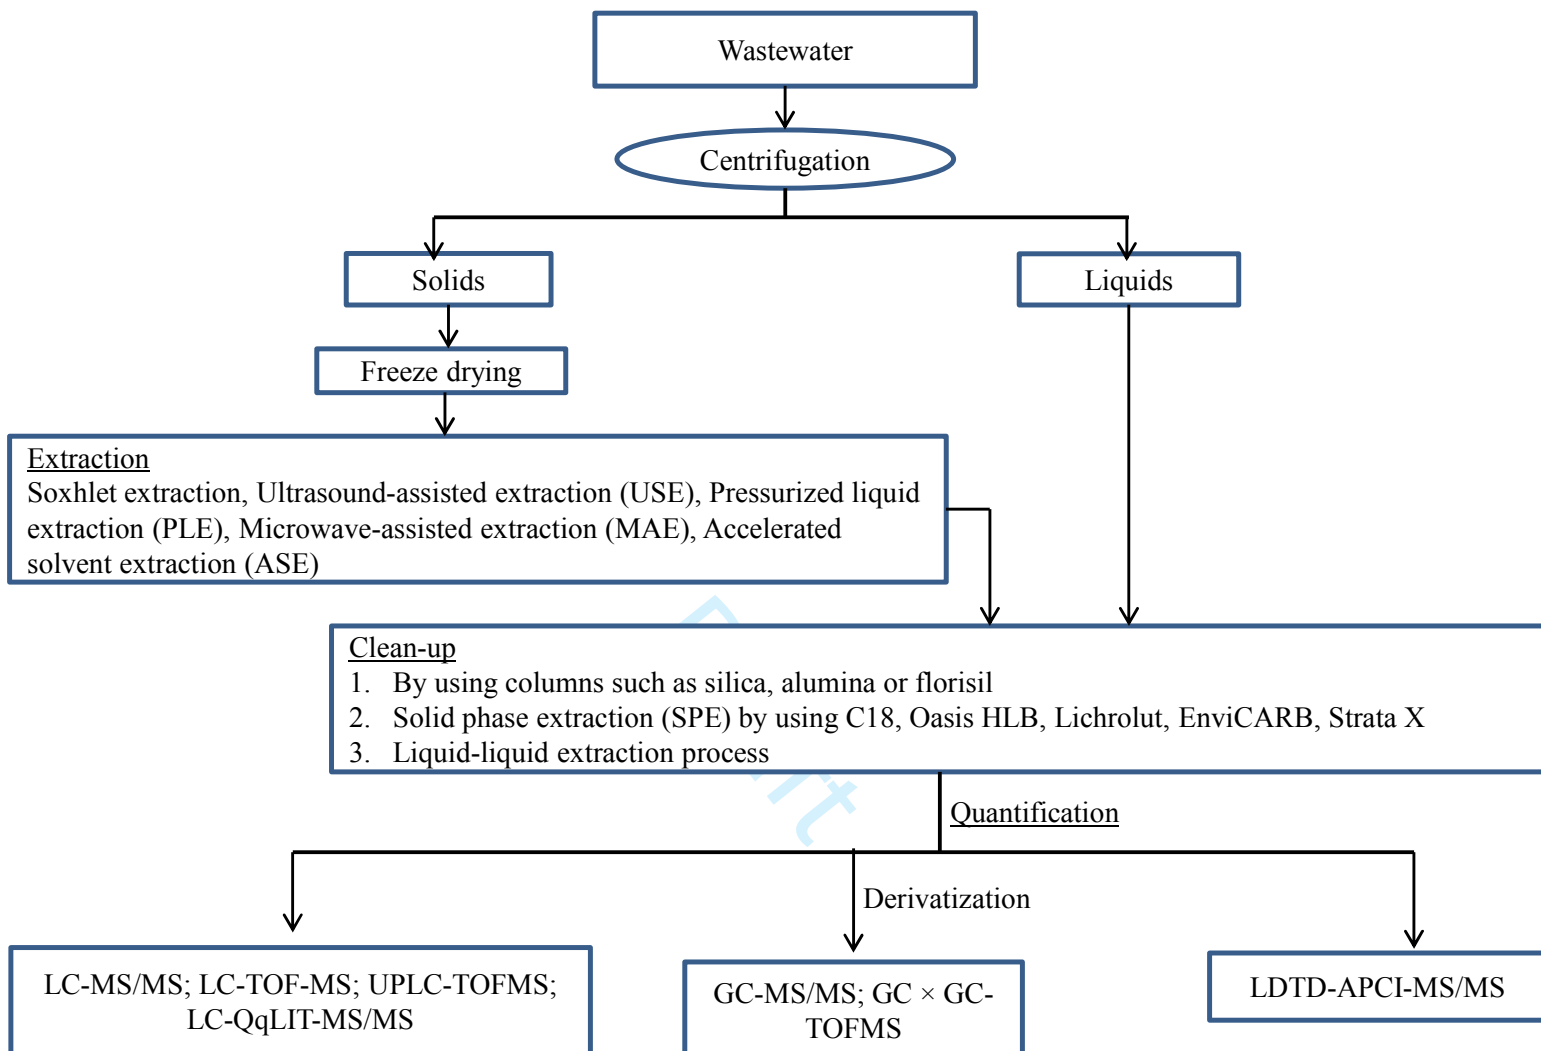 Wastewater
Centrifugation
Solids
Liquids
Freeze drying
Extraction
Soxhlet extraction, Ultrasound-assisted extraction (USE), Pressurized liquid
extraction (PLE), Microwave-assisted extraction (MAE), Accelerated
solvent extraction (ASE)
Clean-up
1. By using columns such as silica, alumina or florisil
2. Solid phase extraction (SPE) by using C18, Oasis HLB, Lichrolut, EnviCARB, Strata X
3. Liquid-liquid extraction process
Quantification
Derivatization
LC-MS/MS; LC-TOF-MS; UPLC-TOFMS;
LC-QqLIT-MS/MS
GC-MS/MS; GC × GC-
TOFMS
LDTD-APCI-MS/MS